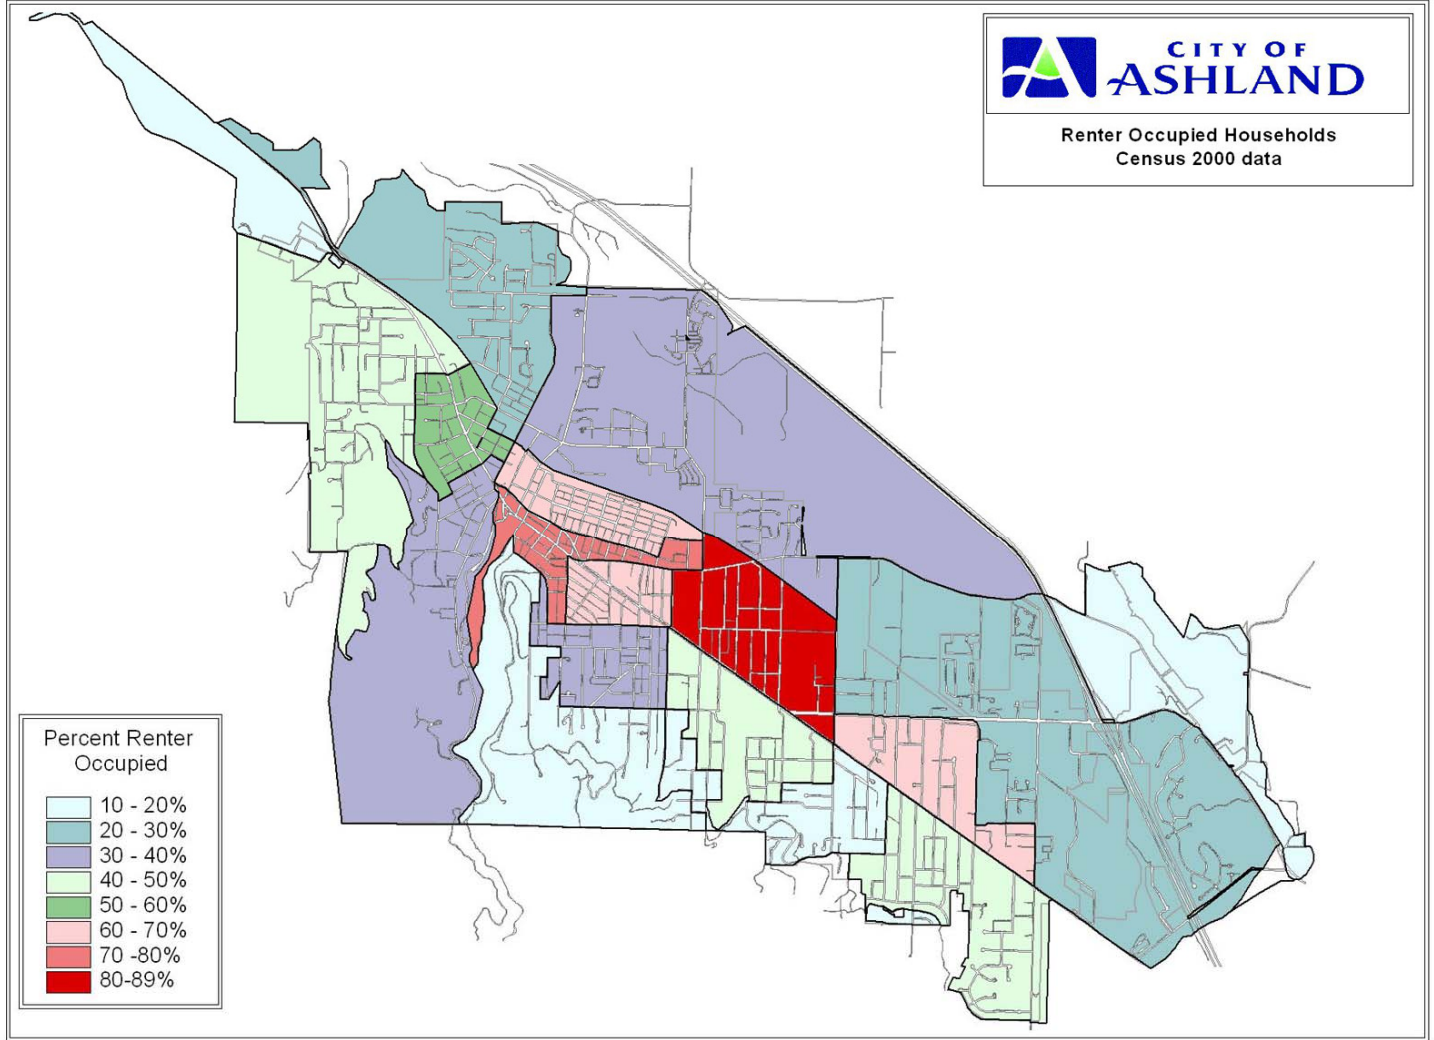 CITY OF
ASHLAND
Renter Occupied Households
Census 2000 data
Percent Renter
Occupied
10 - 20%
20 - 30%
30 - 40%
40 - 50%
50 - 60%
60 - 70%
70 -80%
80-89%